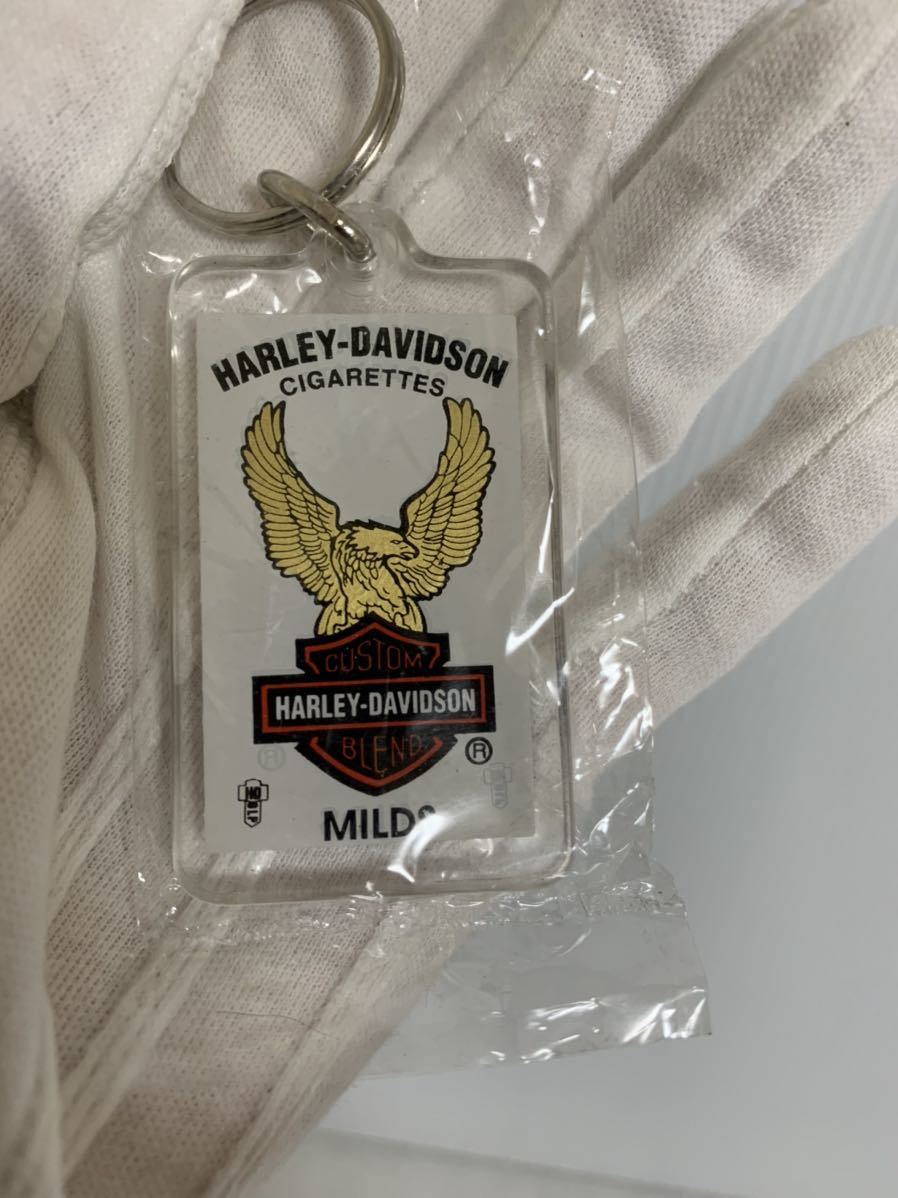 HARLEY-DAVIDSON
CIGARETTES
CUSTOM
HARLEY-DAVIDSON
BLEND
®
MILDS